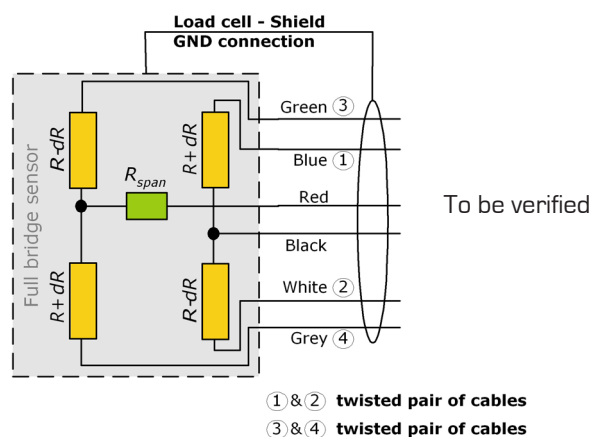 Load cell - Shield
GND connection
Green ③
Blue ①
Red
To be verified
Black
White ②
Grey ④
Full bridge sensor
R-dR
R+dR
Rspan
R+dR
R-dR
①&② twisted pair of cables
③&④ twisted pair of cables